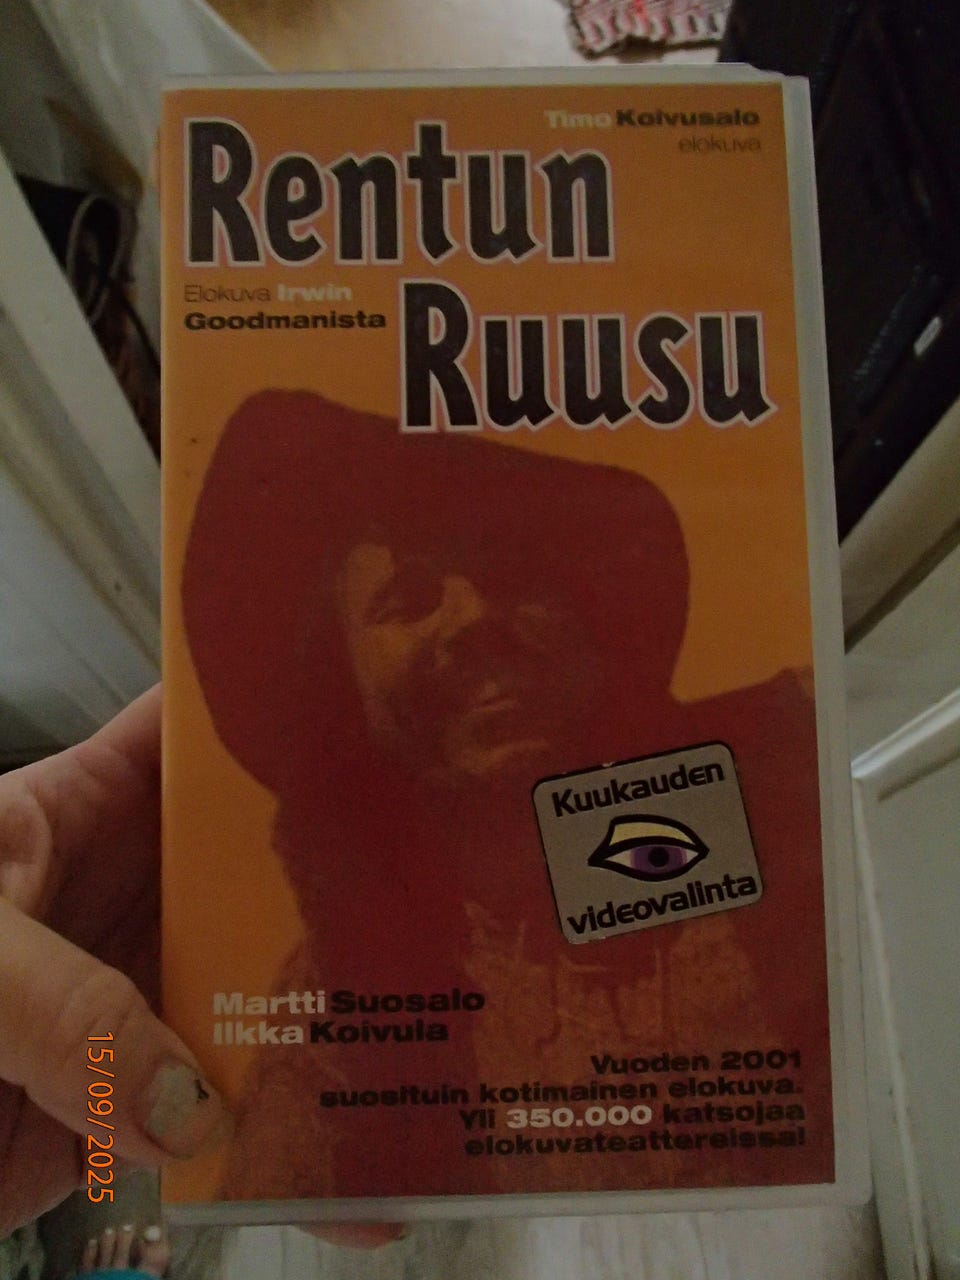 Timo Koivusalo
elokuva
Rentun
Ruusu
Elokuva Irwin
Goodmanista
Kuukauden
videovalinta
Martti Suosalo
Ilkka Koivula
Vuoden 2001
suosituin kotimainen elokuva.
Yli 350.000 katsojaa
elokuvateattereissa!
15/09/2025